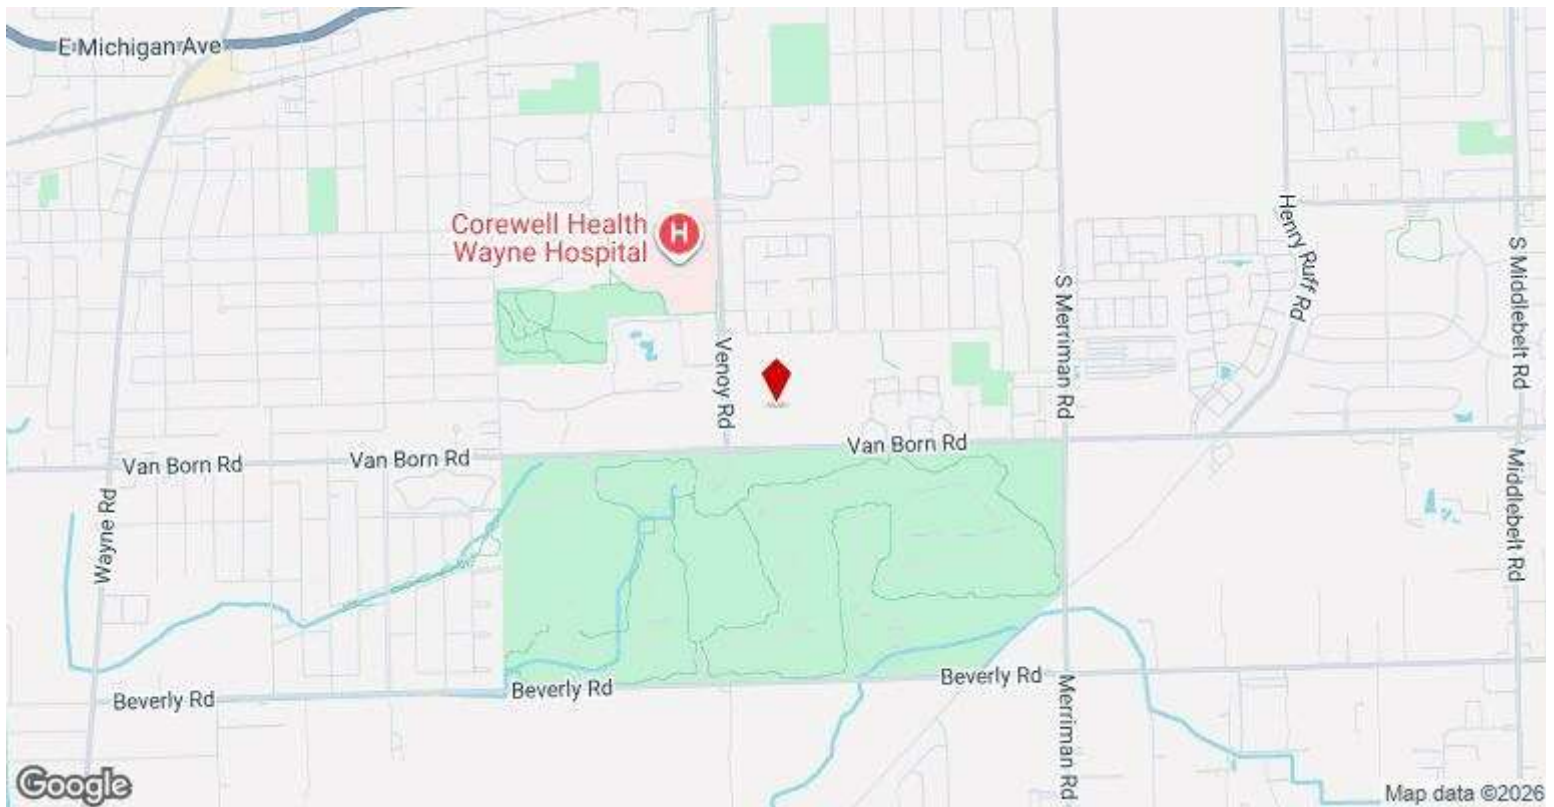 E Michigan Ave
Corewell Health
Wayne Hospital
H
Henry Ruff Rd
S Middlebelt Rd
S Merriman Rd
Venoy Rd
Van Born Rd
Van Born Rd
Van Born Rd
Wayne Rd
Middlebelt Rd
Beverly Rd
Beverly Rd
Beverly Rd
Merriman Rd
Google
Map data ©2026